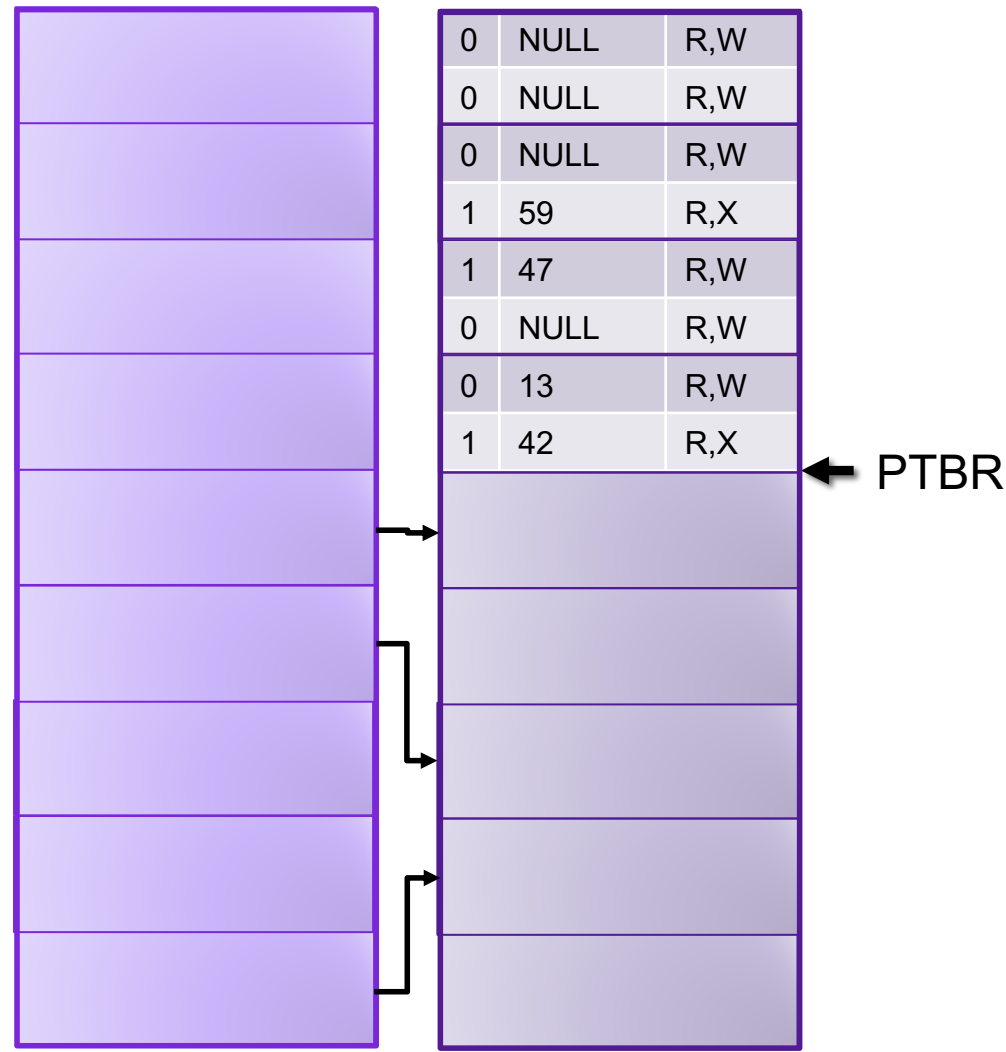 0 NULL R,W
0 NULL R,W
0 NULL R,W
1 59 R,X
1 47 R,W
0 NULL R,W
0 13 R,W
1 42 R,X
PTBR